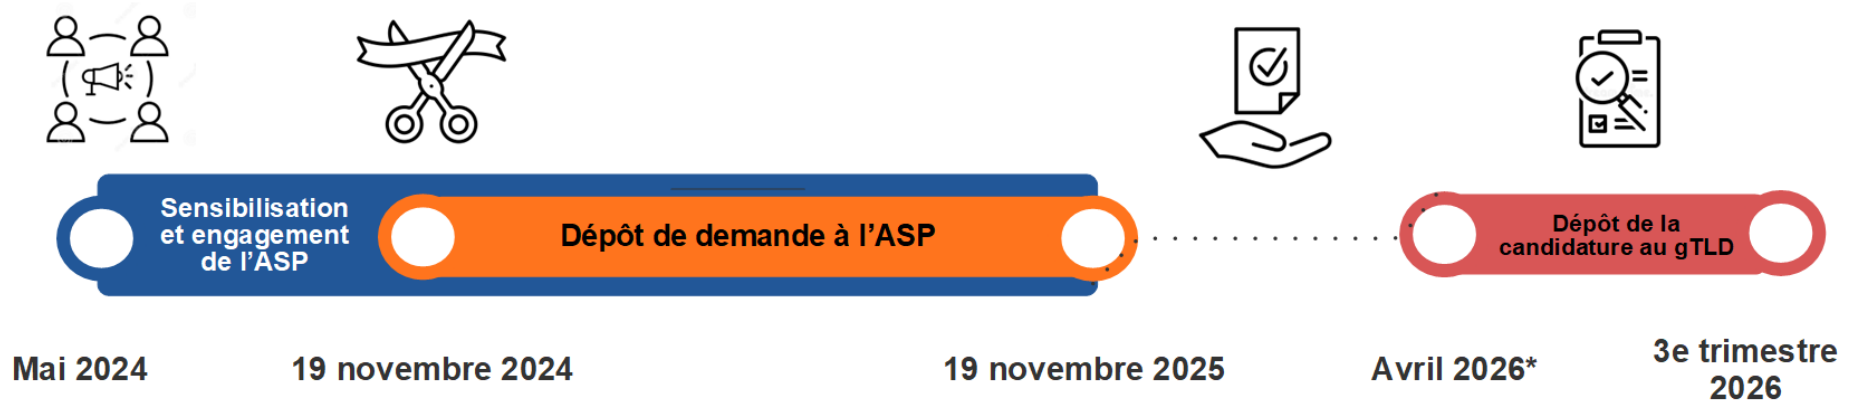 Sensibilisation
et engagement
de l'ASP
Dépôt de demande à l'ASP
Dépôt de la
candidature au gTLD
Mai 2024
19 novembre 2024
19 novembre 2025
Avril 2026*
3e trimestre
2026